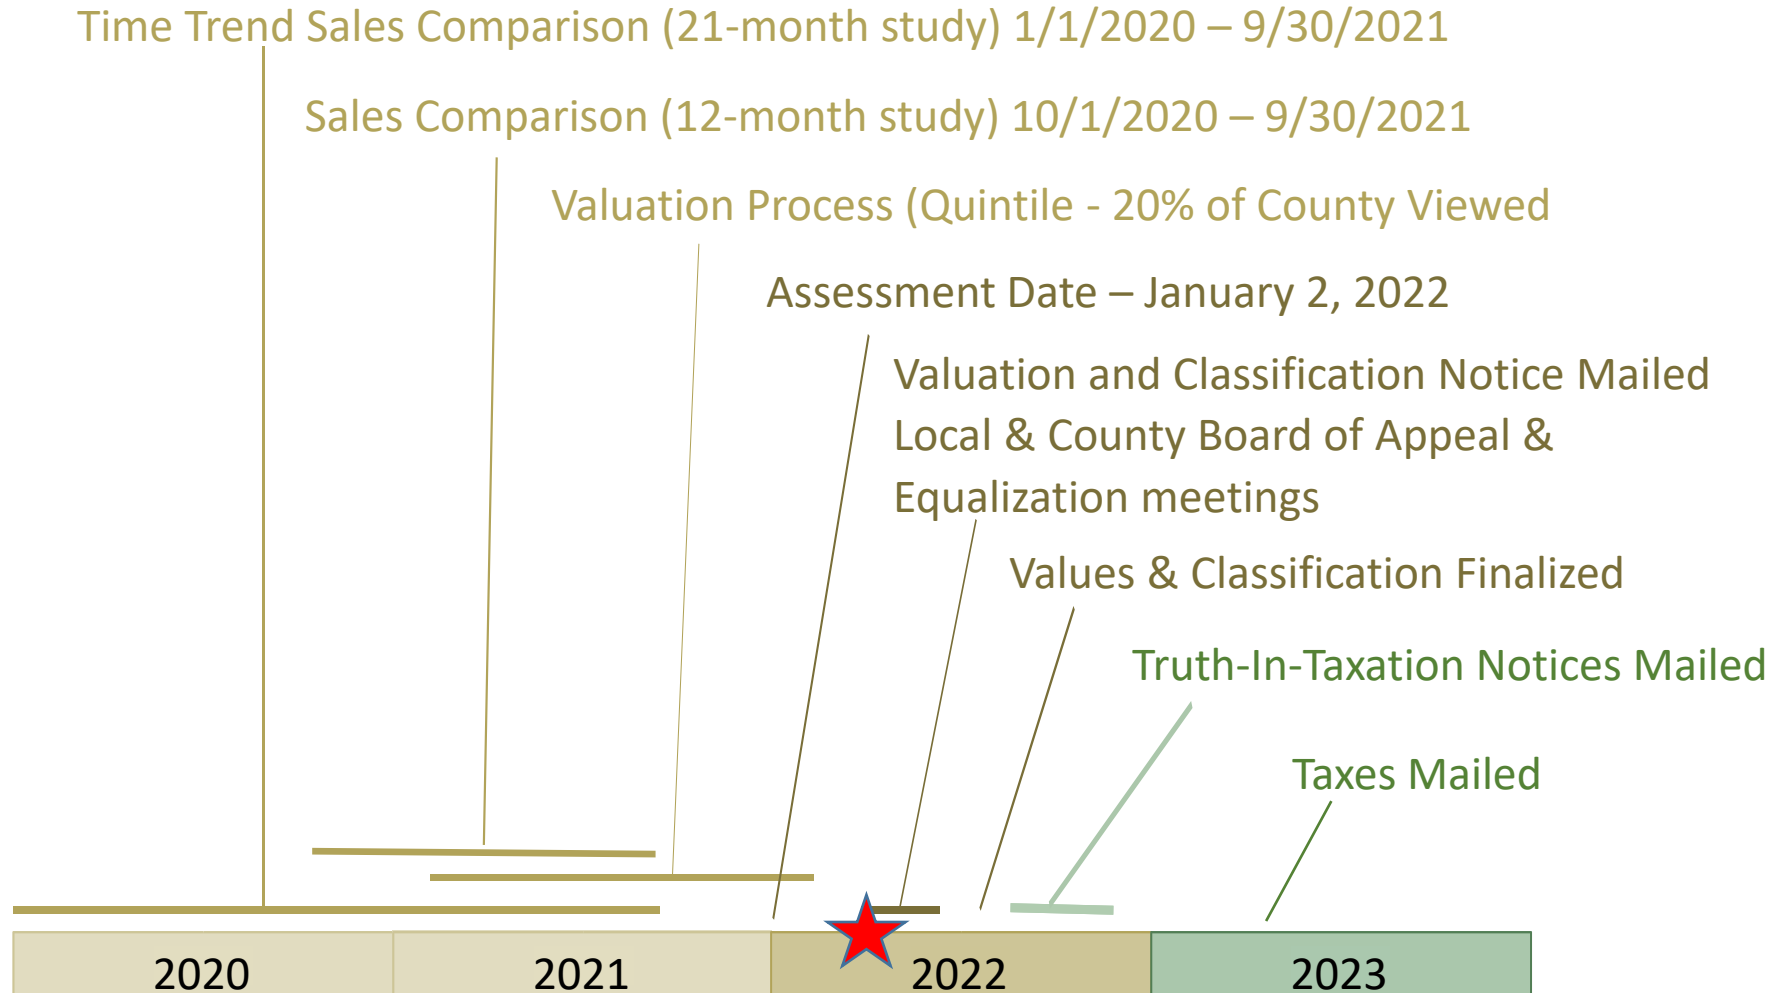 Time Trend Sales Comparison (21-month study) 1/1/2020 – 9/30/2021
Sales Comparison (12-month study) 10/1/2020 – 9/30/2021
Valuation Process (Quintile - 20% of County Viewed
Assessment Date – January 2, 2022
Valuation and Classification Notice Mailed
Local & County Board of Appeal &
Equalization meetings
Values & Classification Finalized
Truth-In-Taxation Notices Mailed
Taxes Mailed
2020
2021
2022
2023